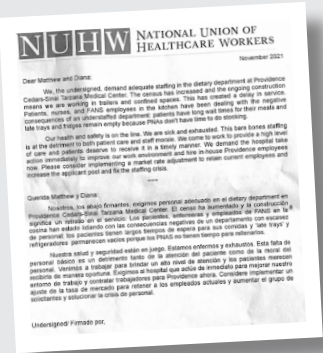 NUHW NATIONAL UNION OF
HEALTHCARE WORKERS
November 2021
Dear Matthew and Diana:
We, the undersigned, demand adequate staffing in the dietary department at Providence
Cedars-Sinai Tarzana Medical Center. The census has increased and the ongoing construction
means we are working in trailers and confined spaces. This has created a delay in service.
Patients, nurses, and FANS employees in the kitchen have been dealing with the negative
consequences of an understaffed department: patients have long wait times for their meals and
late trays and fridges remain empty because PNAs don't have time to do stocking.
Our health and safety is on the line. We are sick and exhausted. This bare bones staffing
is at the detriment to both patient care and staff morale. We come to work to provide a high level
of care and patients deserve to receive it in a timely manner. We demand the hospital take
action immediately to improve our work environment and hire in-house Providence employees
now. Please consider implementing a market rate adjustment to retain current employees and
increase the applicant pool and fix the staffing crisis.
****
Querida Matthew y Diana:
Nosotros, los abajo firmantes, exigimos personal adecuado en el dietary department en
Providence Cedars-Sinai Tarzana Medical Center. El censo ha aumentado y la construcción
significa un retraso en el servicio. Los pacientes, enfermeras y empleados de FANS en la
cocina han estado lidiando con las consecuencias negativas de un departamento con escasez
de personal; los pacientes tienen largos tiempos de espera para sus comidas y 'late trays' y
refrigeradores permanecen vacíos porque los PNAS no tienen tiempo para rellenarlos.
Nuestra salud y seguridad están en juego. Estamos enfermos y exhaustos. Esta falta de
personal básico es un detrimento tanto de la atención del paciente como de la moral del
personal. Venimos a trabajar para brindar un alto nivel de atención y los pacientes merecen
recibirla de manera oportuna. Exigimos al hospital que actúe de inmediato para mejorar nuestro
entorno de trabajo y contratar trabajadores para Providence ahora. Considere implementar un
ajuste de la tasa de mercado para retener a los empleados actuales y aumentar el grupo de
solicitantes y solucionar la crisis de personal.
Undersigned/ Firmado por,